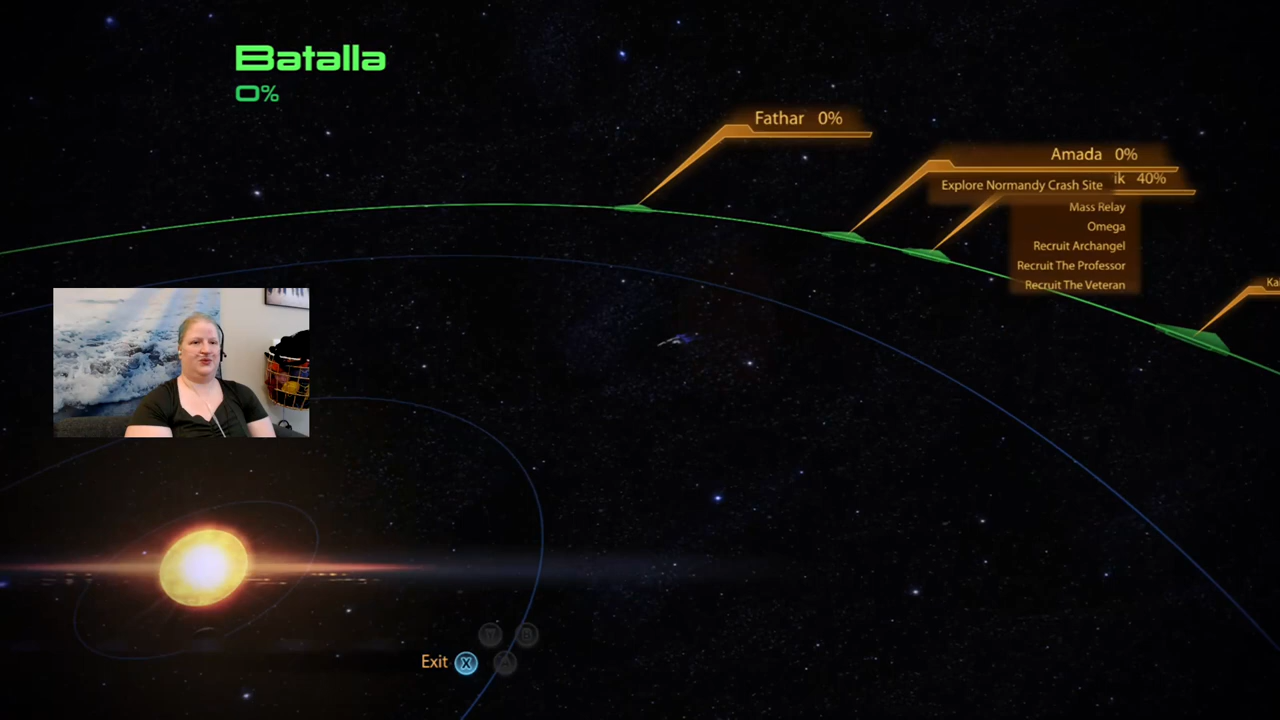 Batalla
0%
Fathar 0%
Amada 0%
Explore Normandy Crash Site
ik 40%
Mass Relay
Omega
Recruit Archangel
Recruit The Professor
Recruit The Veteran
Ka
Y B
Exit X A